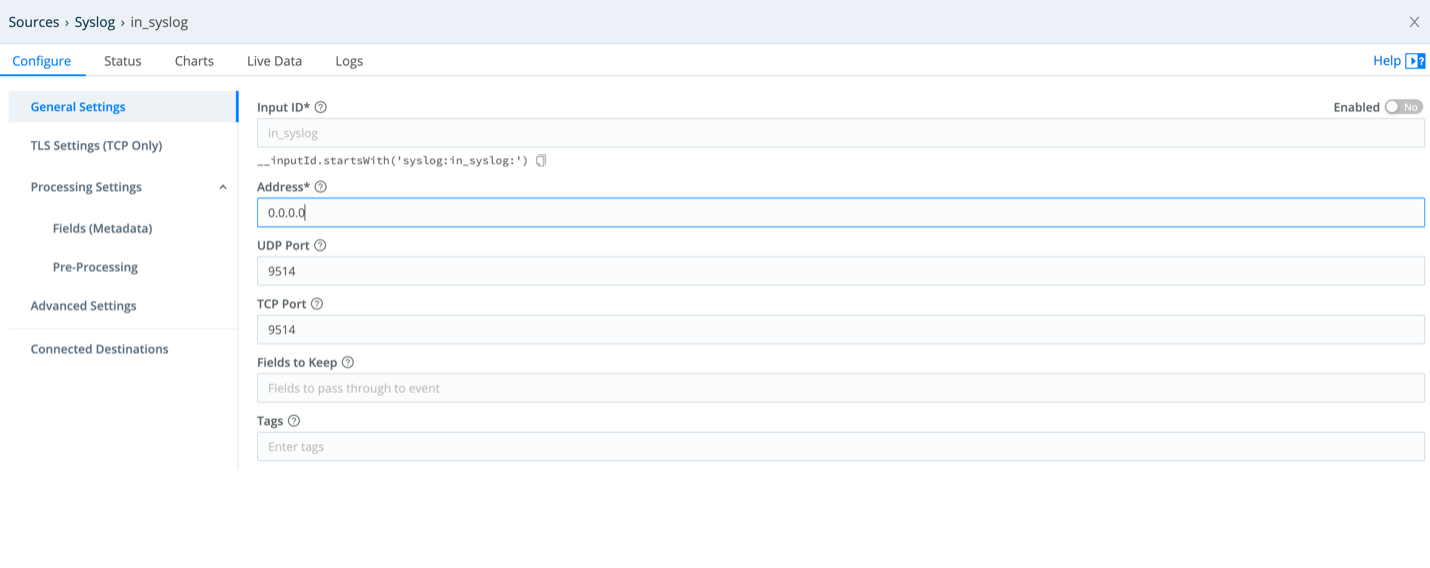 Sources › Syslog › in_syslog
Configure Status Charts Live Data Logs Help
General Settings
TLS Settings (TCP Only)
Processing Settings
Fields (Metadata)
Pre-Processing
Advanced Settings
Connected Destinations
Input ID* Enabled No
in_syslog
__inputId.startsWith('syslog:in_syslog:')
Address*
0.0.0.0
UDP Port
9514
TCP Port
9514
Fields to Keep
Fields to pass through to event
Tags
Enter tags